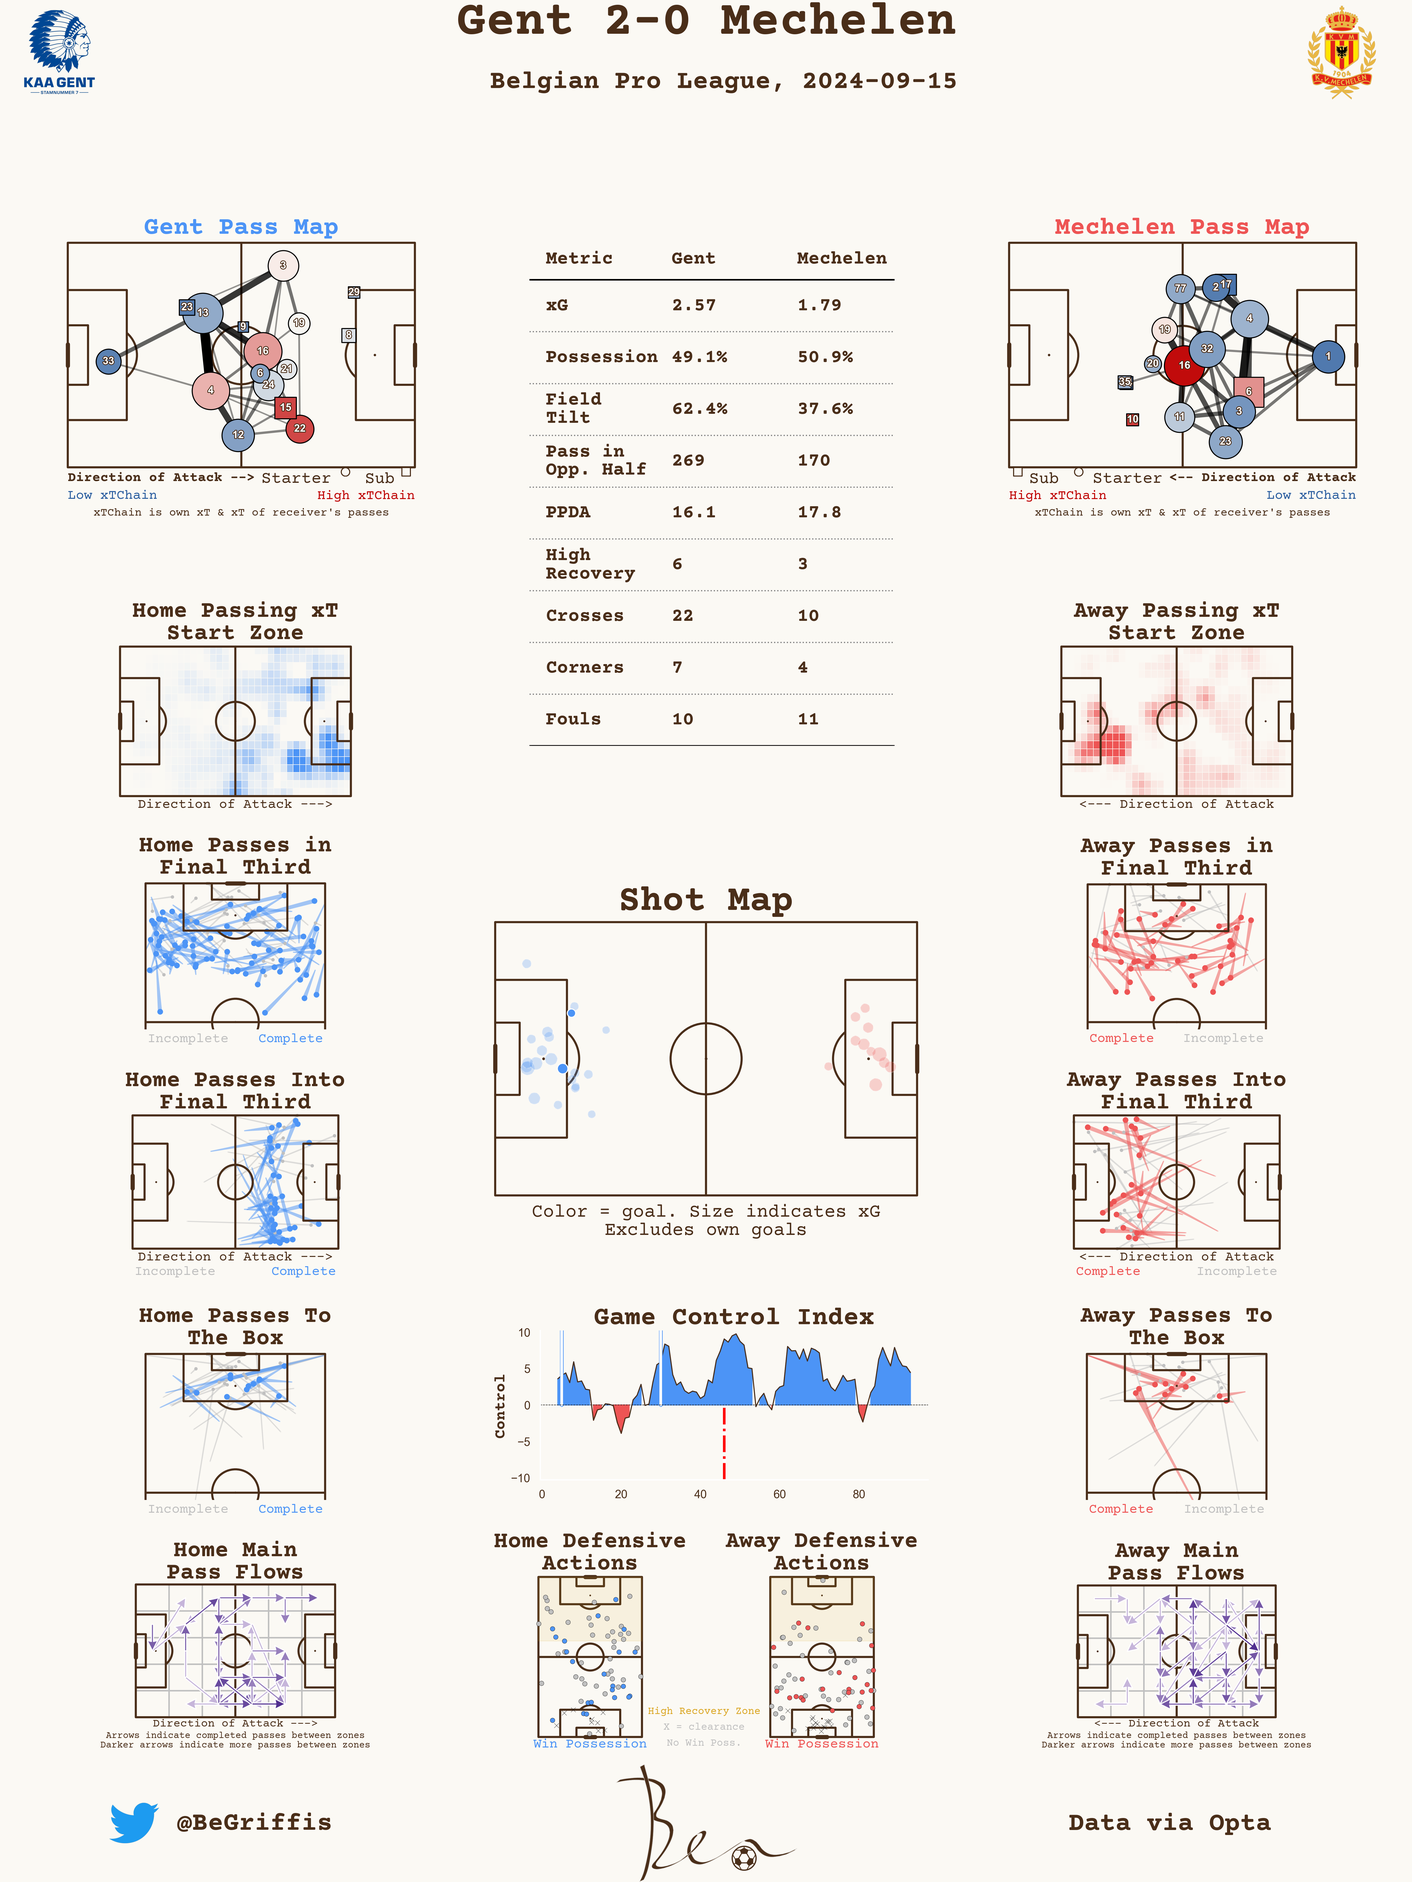 Gent 2-0 Mechelen
Belgian Pro League, 2024-09-15
KAA GENT
STAMNUMMER 7
K V M
1904
K.V. MECHELEN
Gent Pass Map
3
23
13
29
9
19
8
33
16
6
21
24
4
15
12
22
Direction of Attack --> Starter Sub
Low xTChain High xTChain
xTChain is own xT & xT of receiver's passes
Metric Gent Mechelen
xG 2.57 1.79
Possession 49.1% 50.9%
Field
Tilt 62.4% 37.6%
Pass in
Opp. Half 269 170
PPDA 16.1 17.8
High
Recovery 6 3
Crosses 22 10
Corners 7 4
Fouls 10 11
Mechelen Pass Map
77
2
17
4
19
32
1
20
16
35
6
10
11
3
23
Sub Starter <-- Direction of Attack
High xTChain Low xTChain
xTChain is own xT & xT of receiver's passes
Home Passing xT
Start Zone
Direction of Attack --->
Away Passing xT
Start Zone
<--- Direction of Attack
Home Passes in
Final Third
Incomplete Complete
Away Passes in
Final Third
Complete Incomplete
Shot Map
Color = goal. Size indicates xG
Excludes own goals
Home Passes Into
Final Third
Direction of Attack --->
Incomplete Complete
Away Passes Into
Final Third
<--- Direction of Attack
Complete Incomplete
Home Passes To
The Box
Incomplete Complete
Game Control Index
Control
10
5
0
−5
−10
0 20 40 60 80
Away Passes To
The Box
Complete Incomplete
Home Main
Pass Flows
Direction of Attack --->
Arrows indicate completed passes between zones
Darker arrows indicate more passes between zones
Home Defensive
Actions
Win Possession
High Recovery Zone
X = clearance
No Win Poss.
Away Defensive
Actions
Win Possession
Away Main
Pass Flows
<--- Direction of Attack
Arrows indicate completed passes between zones
Darker arrows indicate more passes between zones
@BeGriffis
Ben
Data via Opta